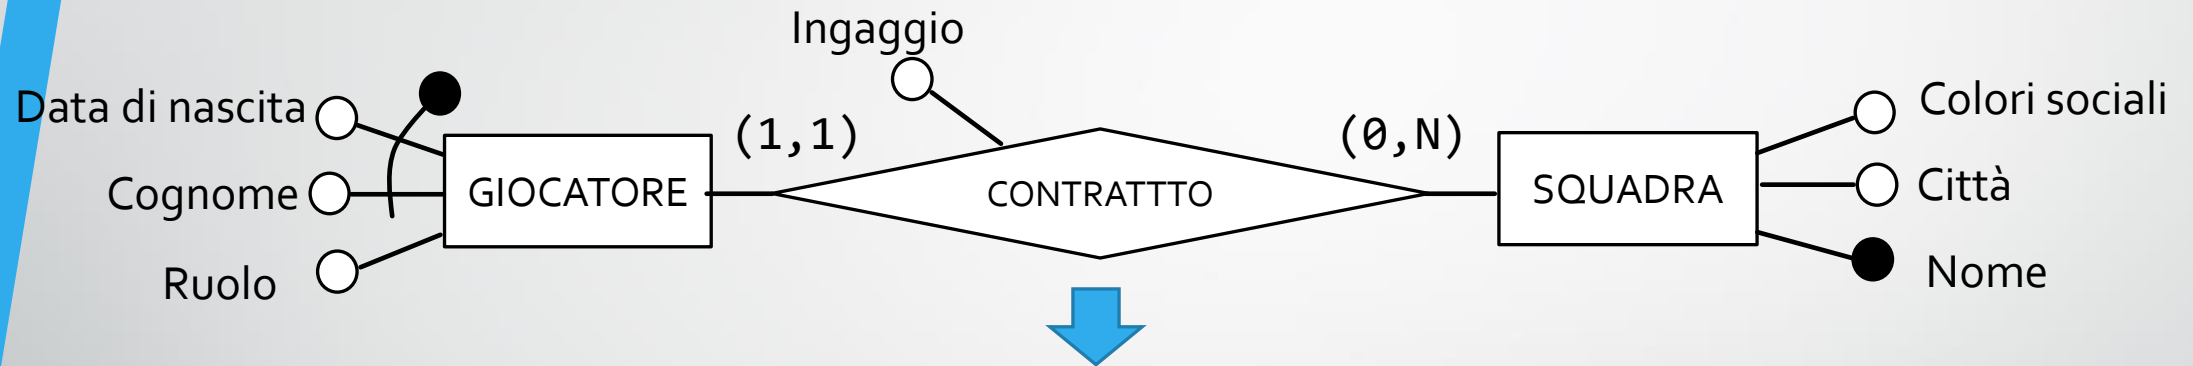 Ingaggio
Data di nascita
(1,1)
(0,N)
Colori sociali
Cognome
GIOCATORE
CONTRATTTO
SQUADRA
Città
Ruolo
Nome